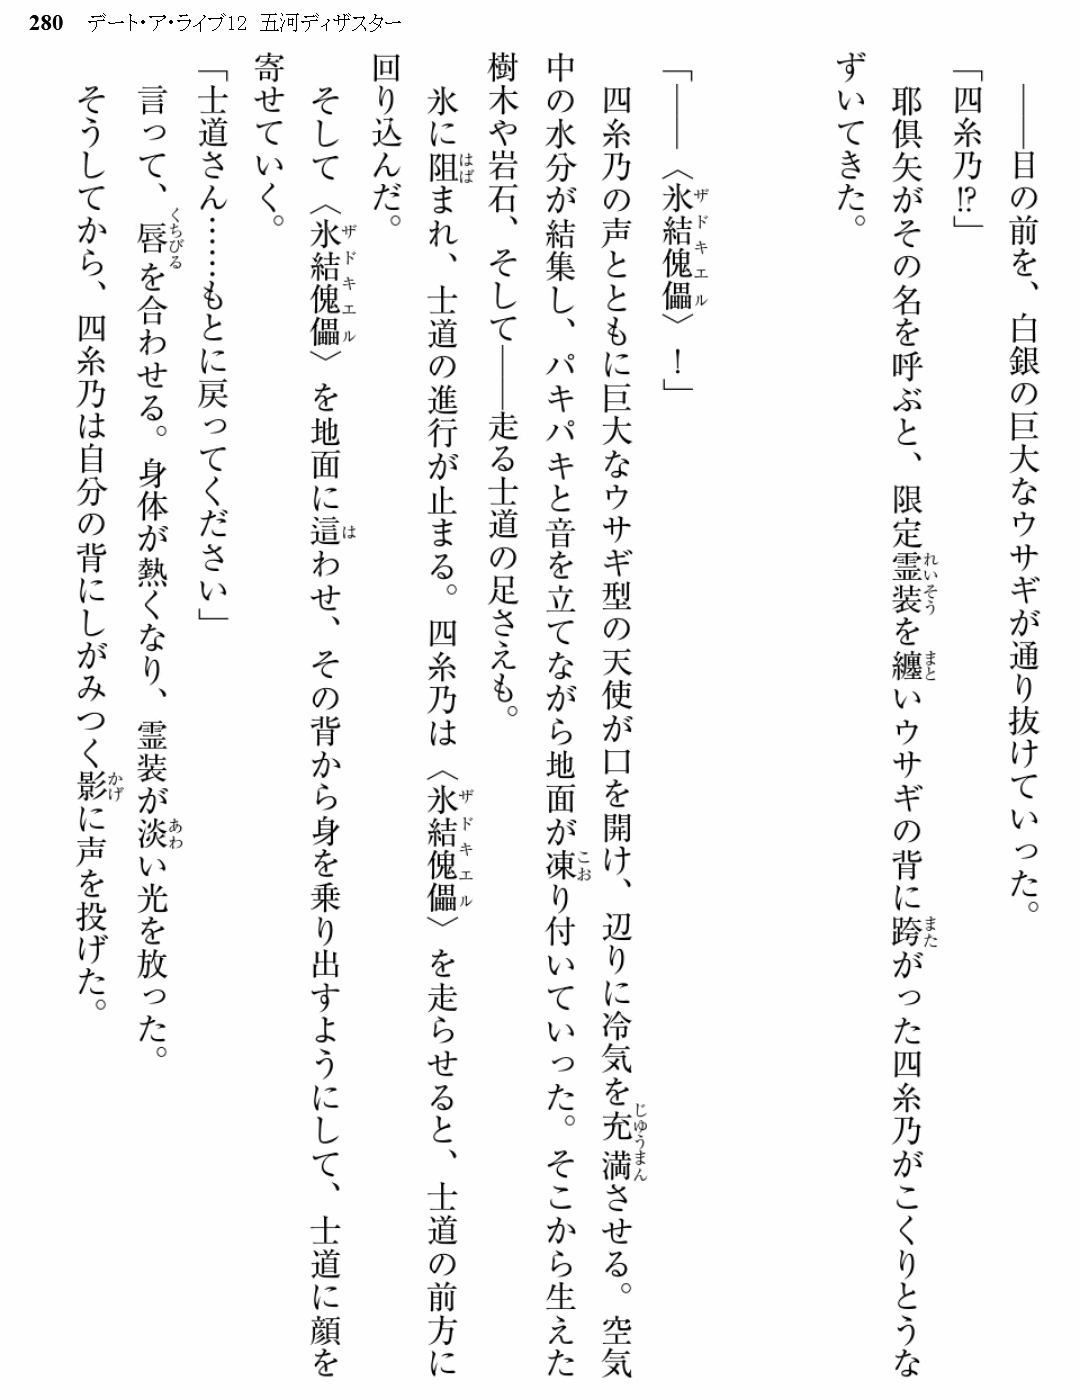 280 デート・ア・ライブ12 五河ディザスター
――目の前を、白銀の巨大なウサギが通り抜けていった。
「四糸乃!?」
耶俱矢がその名を呼ぶと、限定霊装を纏いウサギの背に跨がった四糸乃がこくりとうな
ずいてきた。
「――〈氷結傀儡〉！」
四糸乃の声とともに巨大なウサギ型の天使が口を開け、辺りに冷気を充満させる。空気
中の水分が結集し、パキパキと音を立てながら地面が凍り付いていった。そこから生えた
樹木や岩石、そして――走る士道の足さえも。
氷に阻まれ、士道の進行が止まる。四糸乃は〈氷結傀儡〉を走らせると、士道の前方に
回り込んだ。
そして〈氷結傀儡〉を地面に這わせ、その背から身を乗り出すようにして、士道に顔を
寄せていく。
「士道さん……もとに戻ってください」
言って、唇を合わせる。身体が熱くなり、霊装が淡い光を放った。
そうしてから、四糸乃は自分の背にしがみつく影に声を投げた。